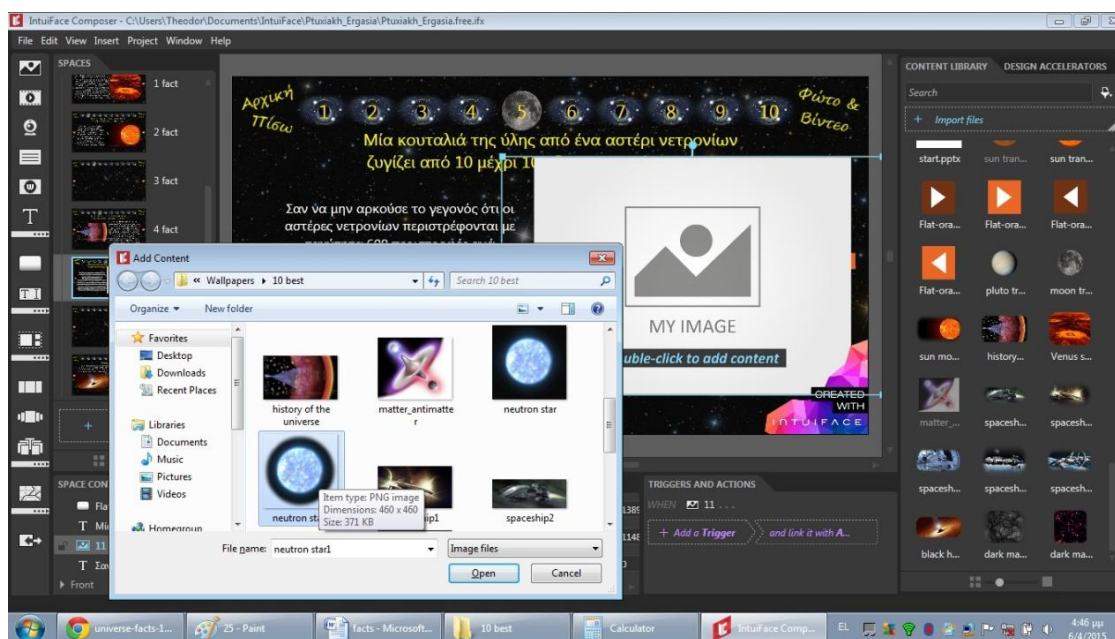 IntuiFace Composer - C:\Users\Theodor\Documents\IntuiFace\Ptuxiakh_Ergasia\Ptuxiakh_Ergasia.free.ifx
File Edit View Insert Project Window Help
SPACES
1 fact
2 fact
3 fact
4 fact
Αρχική
Πίσω
1. 2. 3. 4. 5 6. 7. 8. 9. 10.
Φώτο &
Βίντεο
Μία κουταλιά της ύλης από ένα αστέρι νετρονίων
ζυγίζει από 10 μέχρι
Σαν να μην αρκούσε το γεγονός ότι οι
αστέρες νετρονίων περιστρέφονται με
MY IMAGE
uble-click to add content
CREATED
WITH
INTUIFACE
CONTENT LIBRARY DESIGN ACCELERATORS
Search
+ Import files
start.pptx sun tran... sun tran...
Flat-ora... Flat-ora... Flat-ora...
Flat-ora... pluto tr... moon tr...
sun mo... history... Venus s...
matter_... spacesh... spacesh...
spacesh... spacesh... spacesh...
black h... dark ma... dark ma...
Add Content
« Wallpapers ▸ 10 best
Search 10 best
Organize
New folder
Favorites
Desktop
Downloads
Recent Places
Libraries
Documents
Music
Pictures
Videos
Homegroup
history of the
universe
matter_antimatte
r
neutron star
neutron st
Item type: PNG image
Dimensions: 460 x 460
Size: 371 KB
hip1
spaceship2
File name: neutron star1
Image files
Open Cancel
SPACE CON
Fla
T Μί
11
T Σαν
Front
TRIGGERS AND ACTIONS
WHEN 11 ...
+ Add a Trigger and link it with A...
universe-facts-1... 25 - Paint facts - Microsoft... 10 best Calculator IntuiFace Comp... EL
4:46 μμ